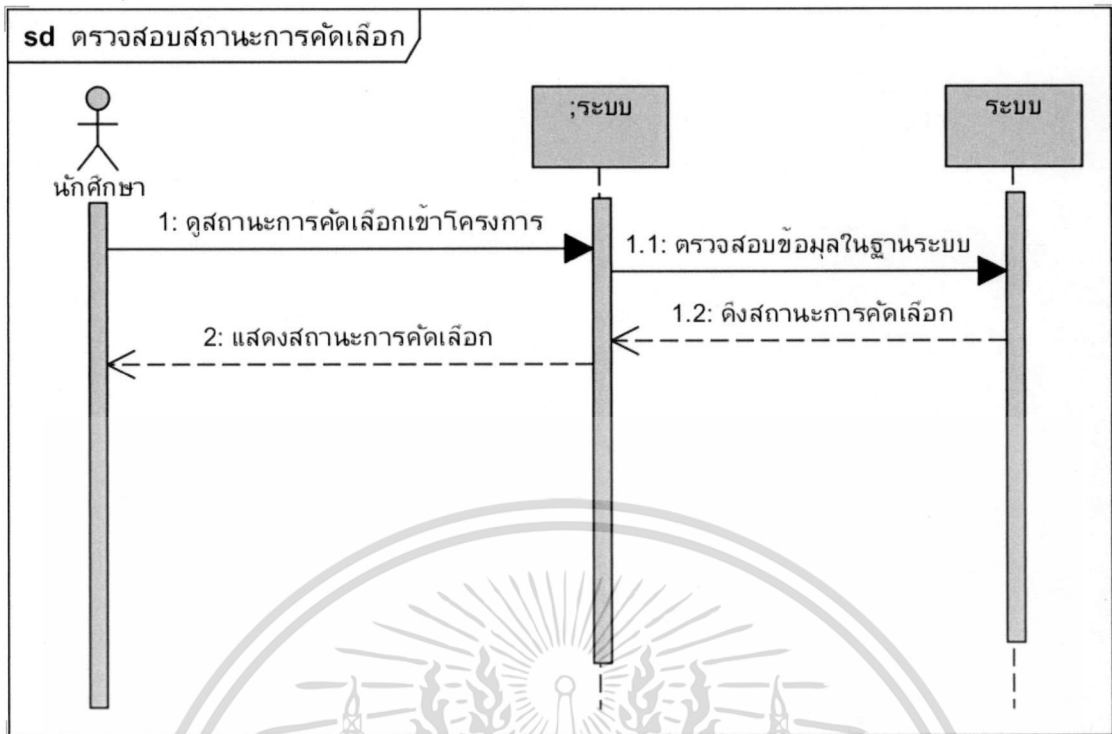 sd ตรวจสอบสถานะการคัดเลือก
;ระบบ
ระบบ
นักศึกษา
1: ดูสถานะการคัดเลือกเข้าโครงการ
1.1: ตรวจสอบข้อมุลในฐานระบบ
1.2: ดึงสถานะการคัดเลือก
2: แสดงสถานะการคัดเลือก